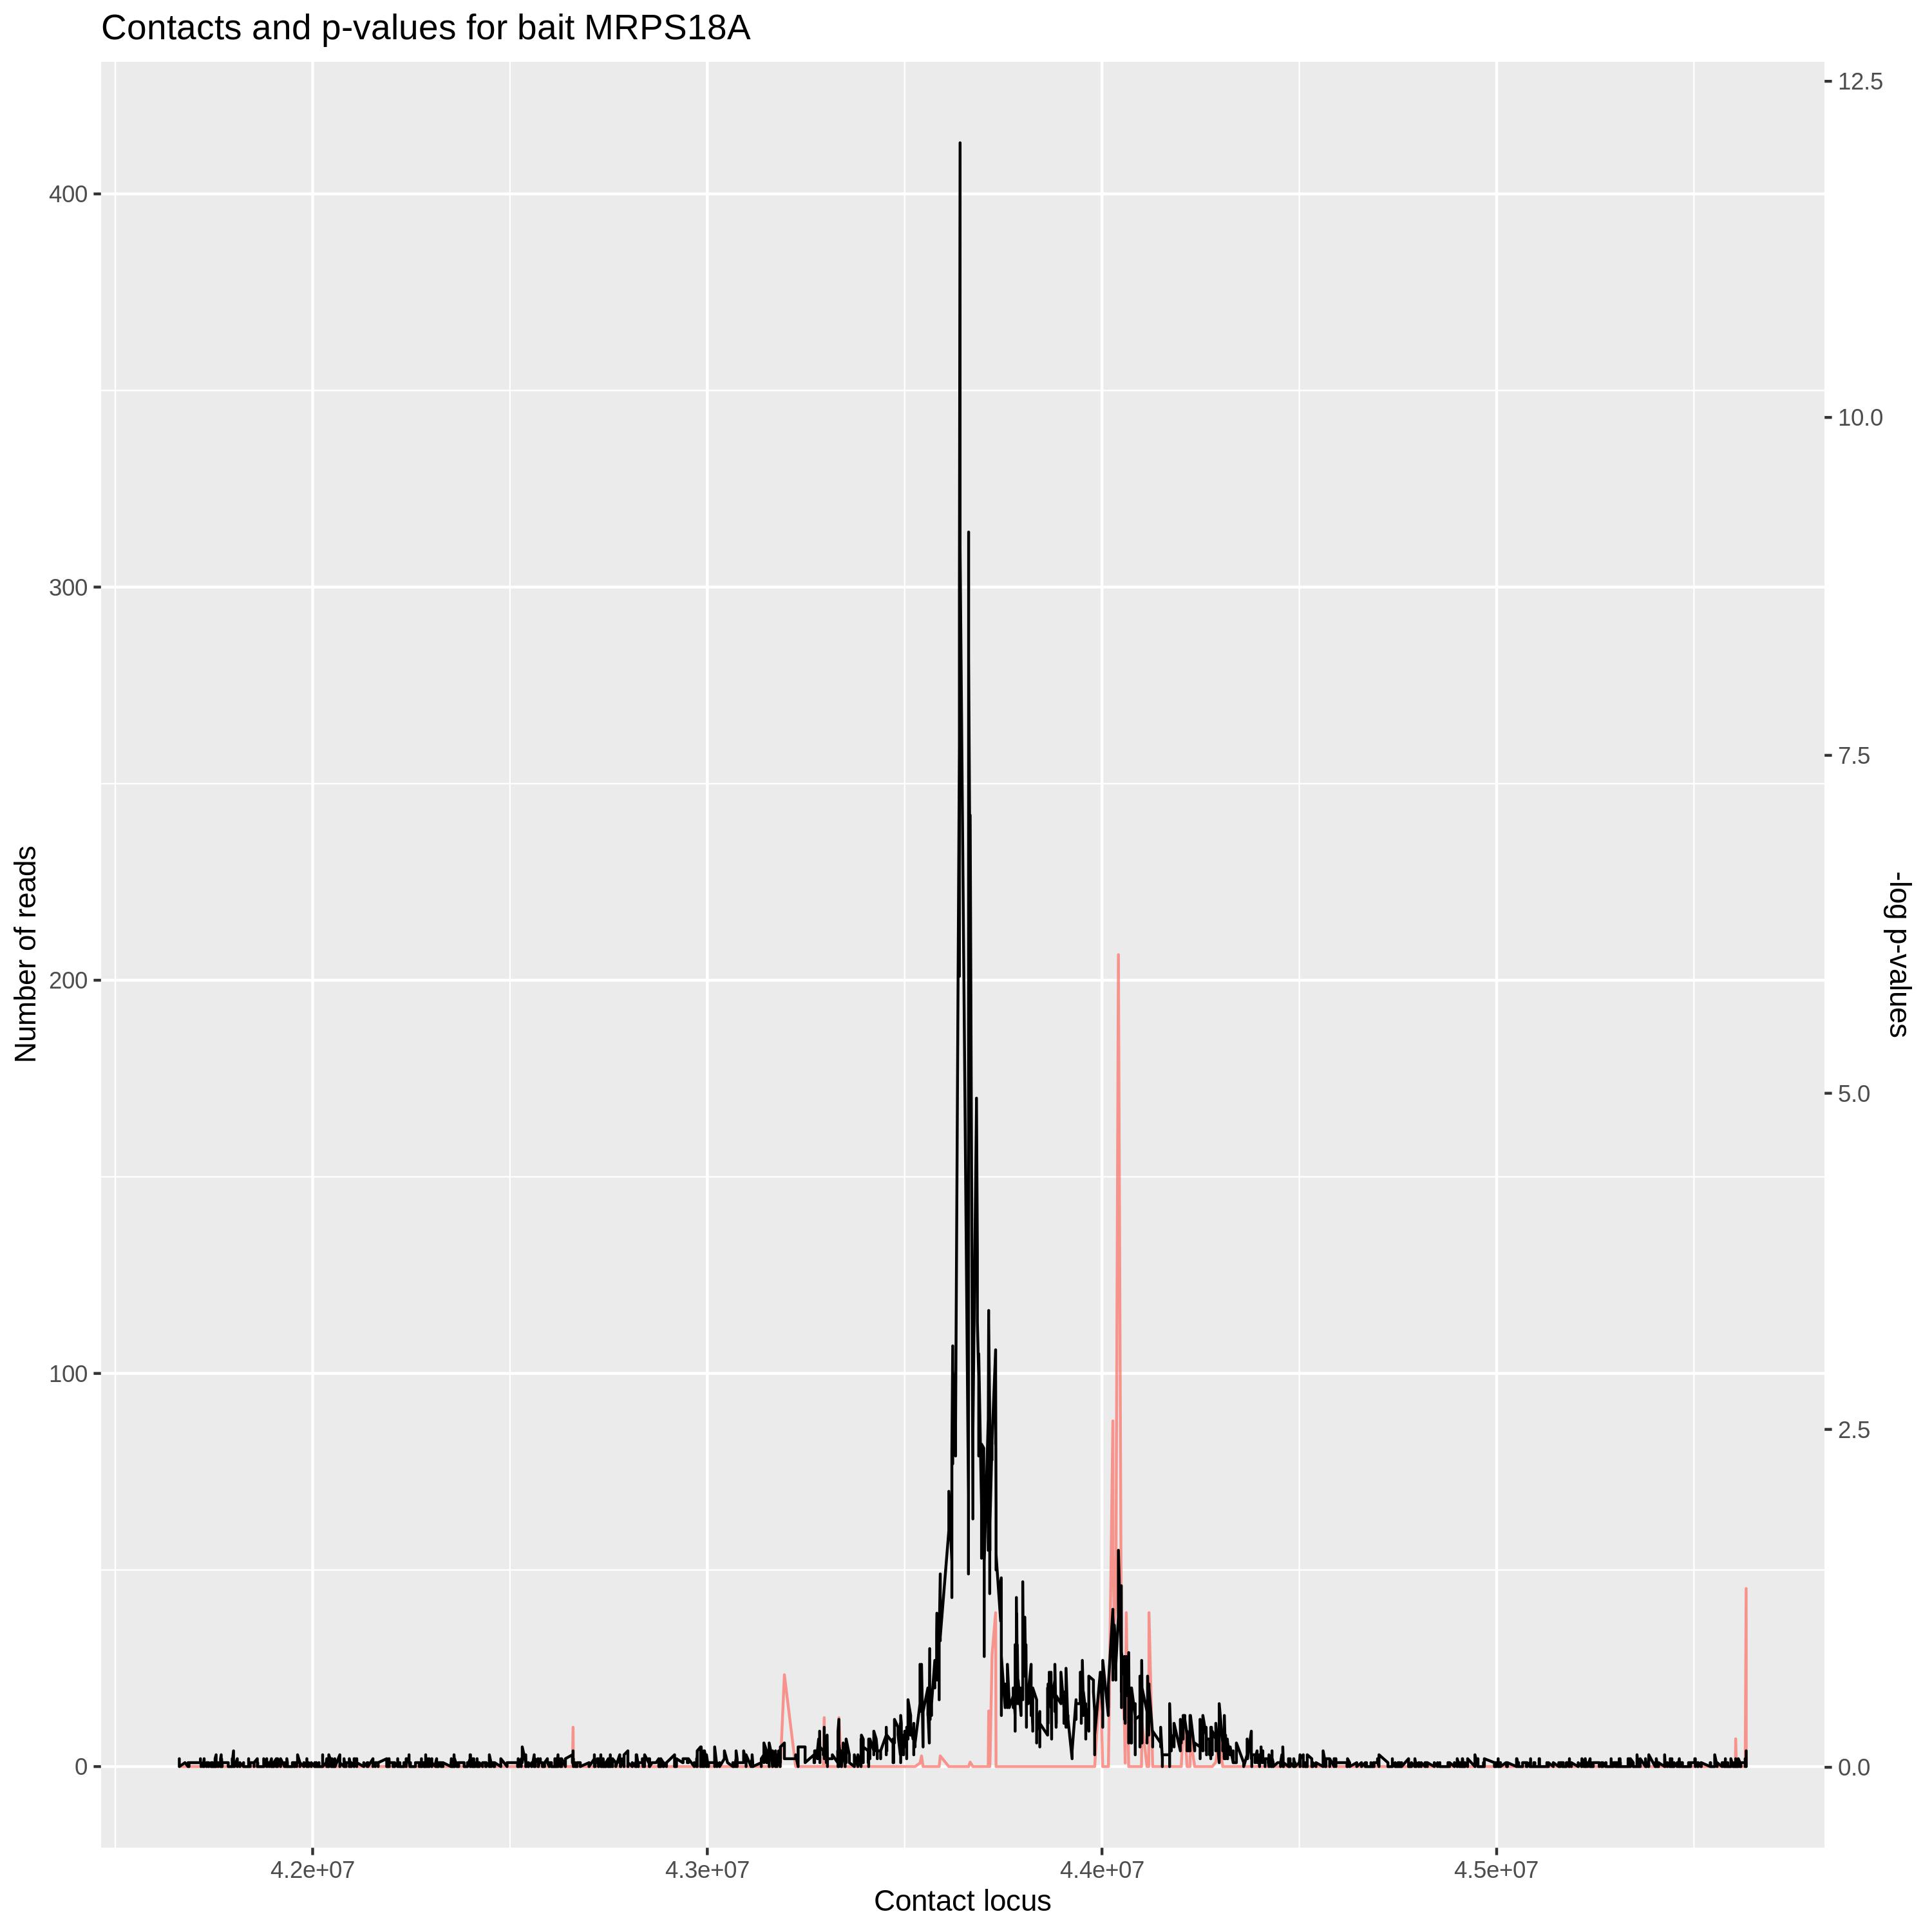 Contacts and p-values for bait MRPS18A
12.5
400
10.0
300
7.5
Number of reads
-log p-values
200
5.0
2.5
100
0
0.0
4.2e+07
4.3e+07
4.4e+07
4.5e+07
Contact locus